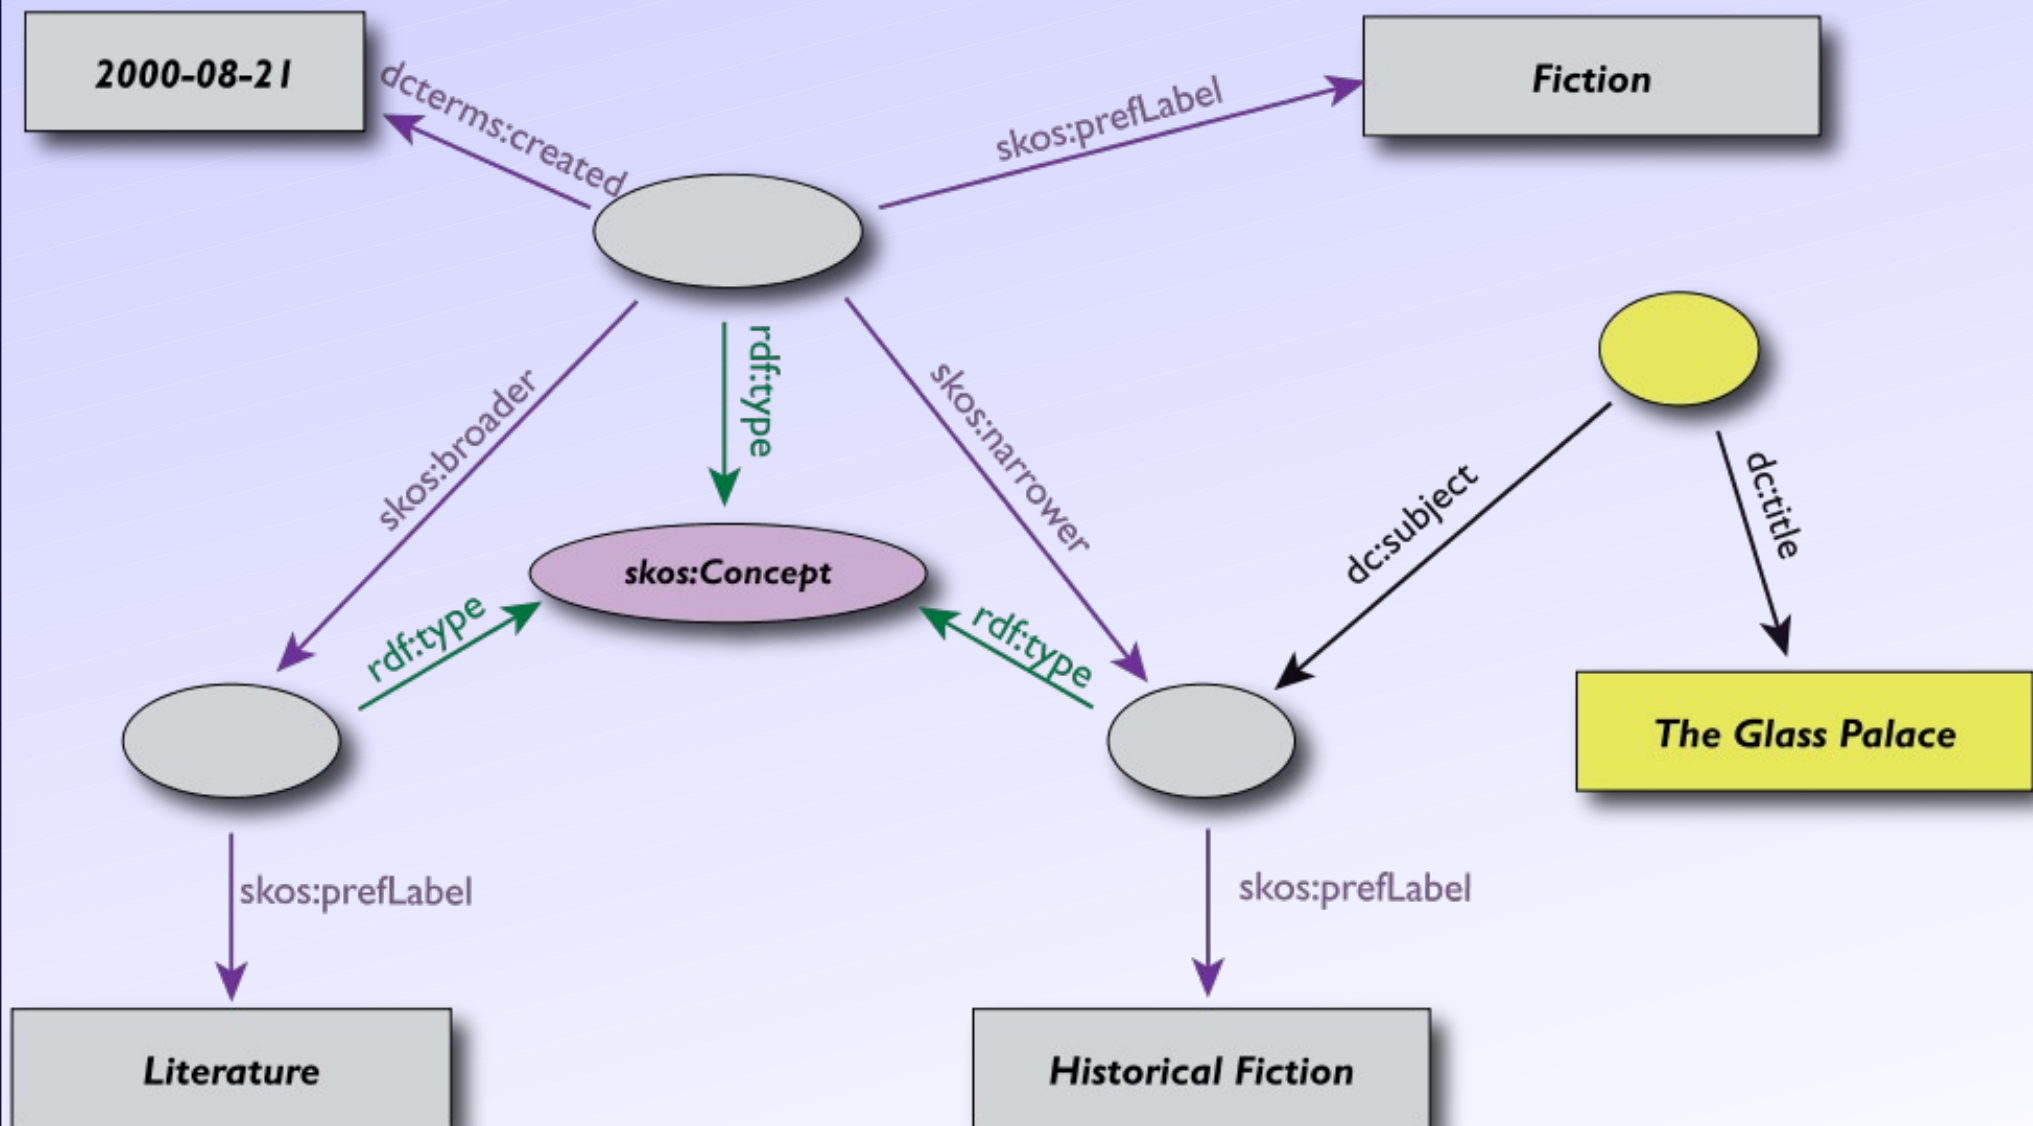 2000-08-21
dcterms:created
skos:prefLabel
Fiction
rdf:type
skos:broader
skos:narrower
dc:subject
dc:title
skos:Concept
rdf:type
rdf:type
The Glass Palace
skos:prefLabel
skos:prefLabel
Literature
Historical Fiction